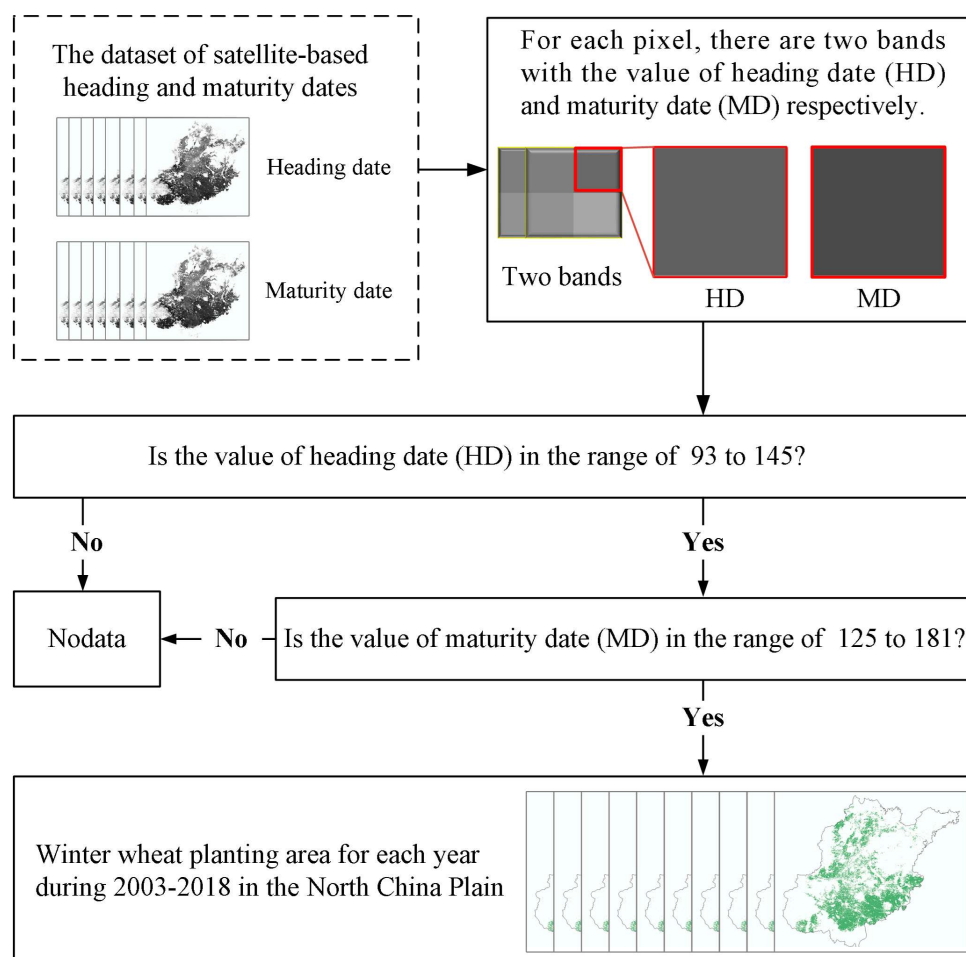 The dataset of satellite-based
heading and maturity dates
Heading date
Maturity date
For each pixel, there are two bands
with the value of heading date (HD)
and maturity date (MD) respectively.
Two bands
HD
MD
Is the value of heading date (HD) in the range of 93 to 145?
No
Yes
Nodata
No
Is the value of maturity date (MD) in the range of 125 to 181?
Yes
Winter wheat planting area for each year
during 2003-2018 in the North China Plain